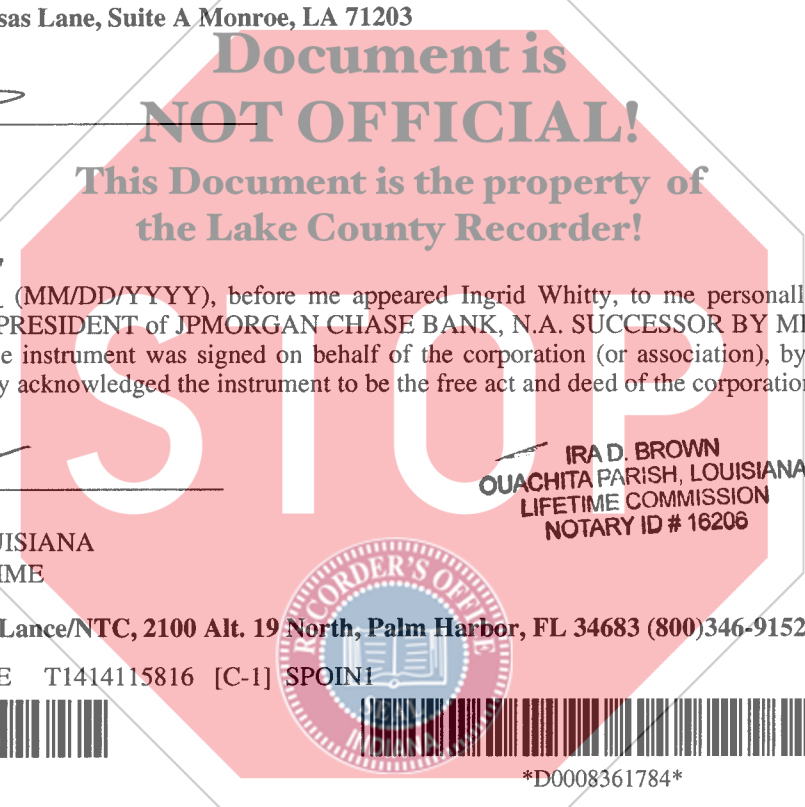 sas Lane, Suite A Monroe, LA 71203
Document is
NOT OFFICIAL!
This Document is the property of
the Lake County Recorder!
(MM/DD/YYYY), before me appeared Ingrid Whitty, to me personall
PRESIDENT of JPMORGAN CHASE BANK, N.A. SUCCESSOR BY ME
e instrument was signed on behalf of the corporation (or association), by
y acknowledged the instrument to be the free act and deed of the corporation
STOP
IRA D. BROWN
OUACHITA PARISH, LOUISIANA
LIFETIME COMMISSION
NOTARY ID # 16206
UISIANA
IME
RECORDER'S OFFICE
Lance/NTC, 2100 Alt. 19 North, Palm Harbor, FL 34683 (800)346-9152
E T1414115816 [C-1] SPOIN1
SEAL
INDIANA
*D0008361784*